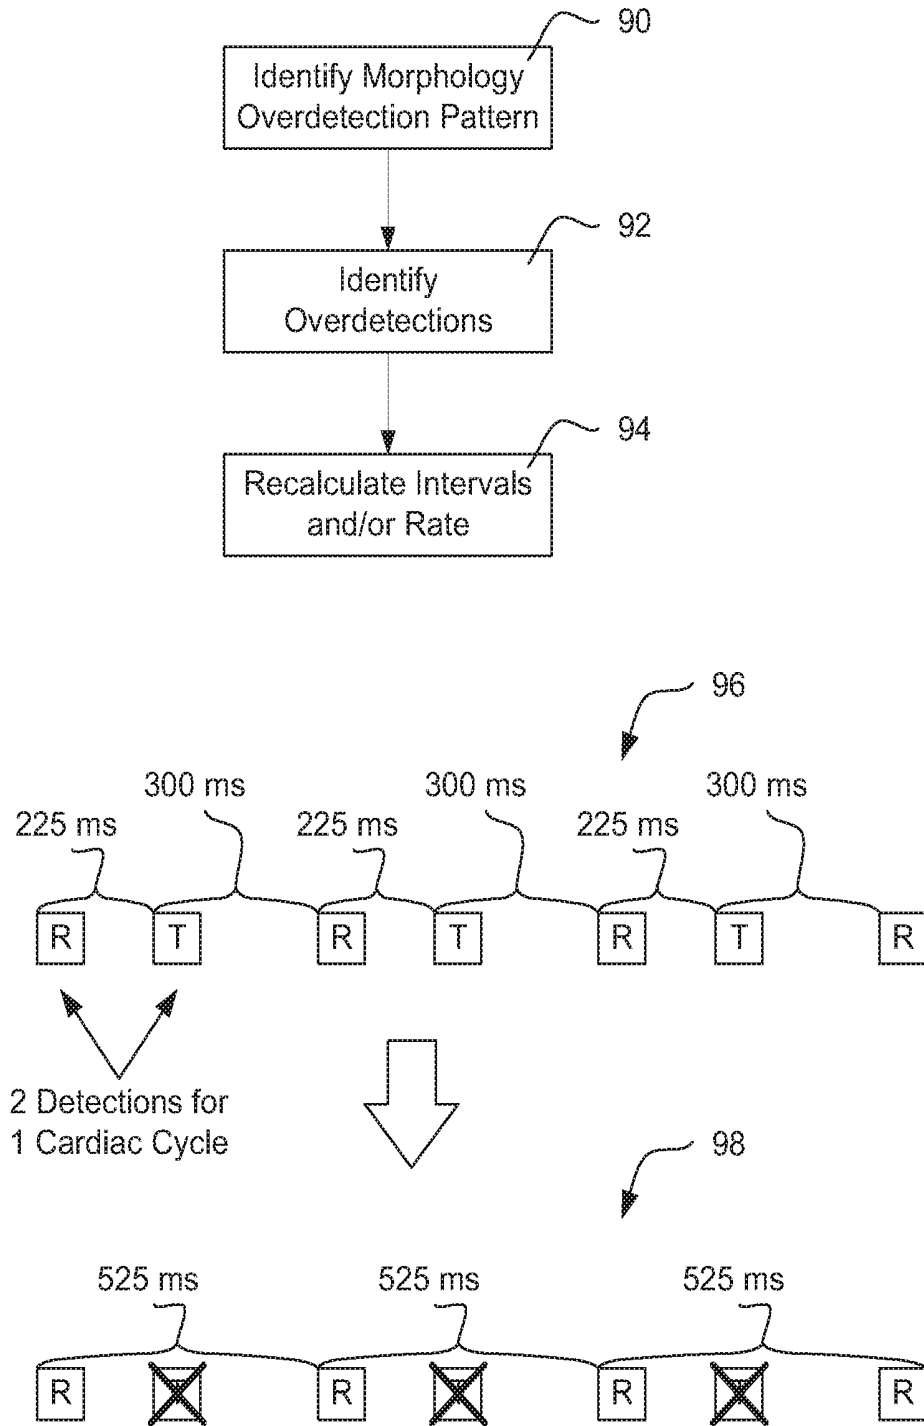 90
Identify Morphology
Overdetection Pattern
92
Identify
Overdetections
94
Recalculate Intervals
and/or Rate
96
300 ms 300 ms 300 ms
225 ms 225 ms 225 ms
R T R T R T R
2 Detections for
1 Cardiac Cycle
98
525 ms 525 ms 525 ms
R R R R